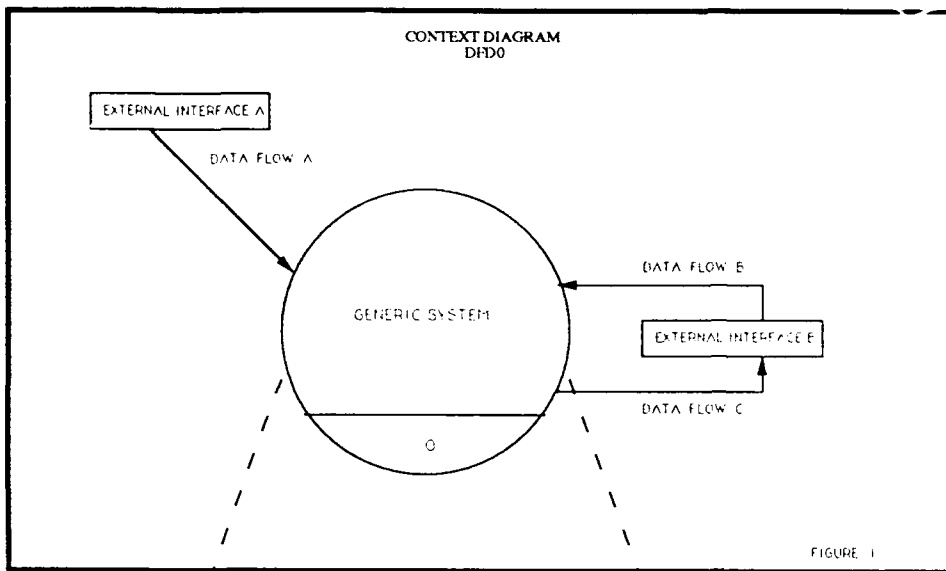 CONTEXT DIAGRAM
DFD0
EXTERNAL INTERFACE A
DATA FLOW A
DATA FLOW B
GENERIC SYSTEM
EXTERNAL INTERFACE B
DATA FLOW C
0
FIGURE 1